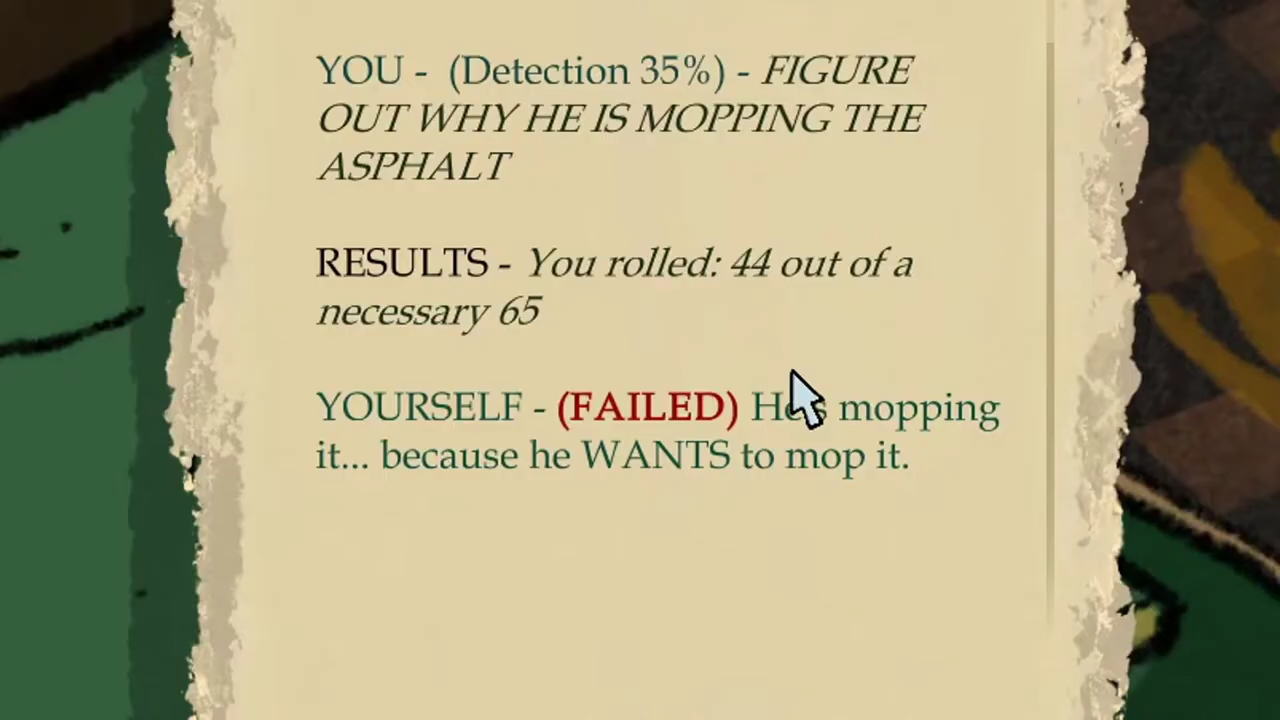 YOU - (Detection 35%) - FIGURE
OUT WHY HE IS MOPPING THE
ASPHALT
RESULTS - You rolled: 44 out of a
necessary 65
YOURSELF - (FAILED) mopping
it... because he WANTS to mop it.